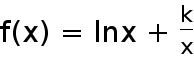 f(x) = lnx + k/x